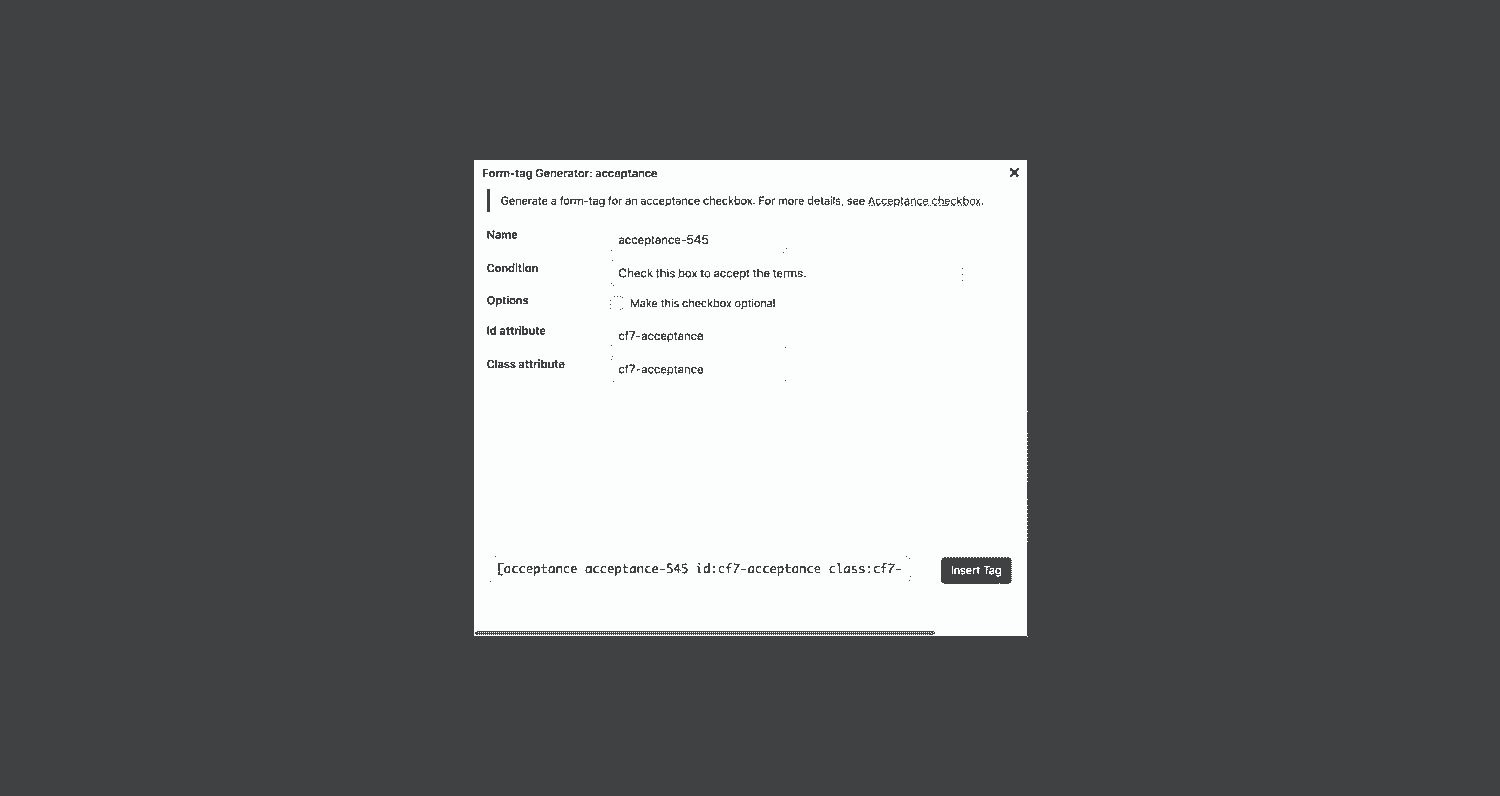 Form-tag Generator: acceptance
Generate a form-tag for an acceptance checkbox. For more details, see Acceptance checkbox.
Name
acceptance-545
Condition
Check this box to accept the terms.
Options
Make this checkbox optional
Id attribute
cf7-acceptance
Class attribute
cf7-acceptance
[acceptance acceptance-545 id:cf7-acceptance class:cf7-
Insert Tag